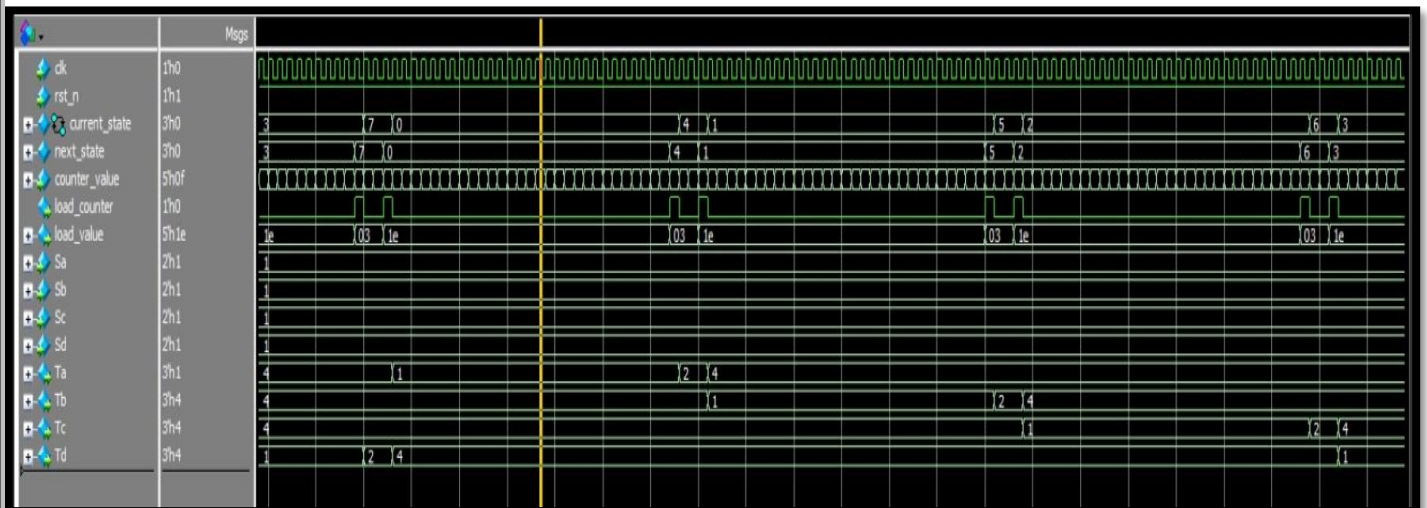 Msgs
clk 1'h0
rst_n 1'h1
current_state 3'h0 3 7 0 4 1 5 2 6 3
next_state 3'h0 3 7 0 4 1 5 2 6 3
counter_value 5'h0f
load_counter 1'h0
load_value 5'h1e 1e 03 1e 03 1e 03 1e 03 1e
Sa 2'h1 1
Sb 2'h1 1
Sc 2'h1 1
Sd 2'h1 1
Ta 3'h1 4 1 2 4
Tb 3'h4 4 1 2 4
Tc 3'h4 4 1 2 4
Td 3'h4 1 2 4 1